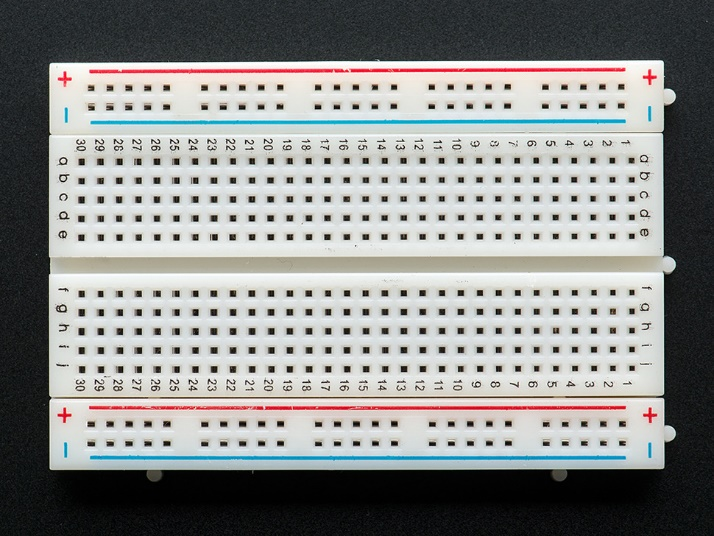 + +
- -
30 29 28 27 26 25 24 23 22 21 20 19 18 17 16 15 14 13 12 11 10 9 8 7 6 5 4 3 2 1
a a
b b
c c
d d
e e
f f
g g
h h
i i
j j
30 29 28 27 26 25 24 23 22 21 20 19 18 17 16 15 14 13 12 11 10 9 8 7 6 5 4 3 2 1
+ +
- -